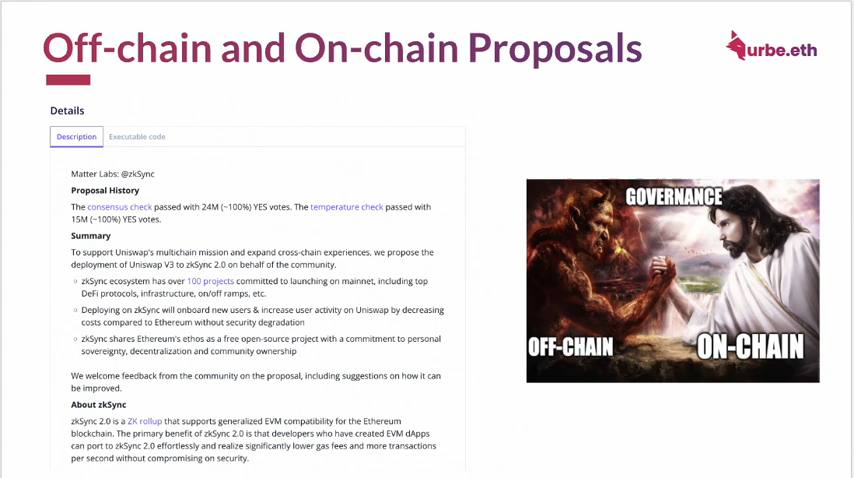 Off-chain and On-chain Proposals
urbe.eth
Details
Description
Executable code
Matter Labs: @zkSync
Proposal History
The consensus check passed with 24M (~100%) YES votes. The temperature check passed with
15M (~100%) YES votes.
Summary
To support Uniswap's multichain mission and expand cross-chain experiences, we propose the
deployment of Uniswap V3 to zkSync 2.0 on behalf of the community.
zkSync ecosystem has over 100 projects committed to launching on mainnet, including top
DeFi protocols, infrastructure, on/off ramps, etc.
Deploying on zkSync will onboard new users & increase user activity on Uniswap by decreasing
costs compared to Ethereum without security degradation
zkSync shares Ethereum's ethos as a free open-source project with a commitment to personal
sovereignty, decentralization and community ownership
We welcome feedback from the community on the proposal, including suggestions on how it can
be improved.
About zkSync
zkSync 2.0 is a ZK rollup that supports generalized EVM compatibility for the Ethereum
blockchain. The primary benefit of zkSync 2.0 is that developers who have created EVM dApps
can port to zkSync 2.0 effortlessly and realize significantly lower gas fees and more transactions
per second without compromising on security.
GOVERNANCE
OFF-CHAIN
ON-CHAIN